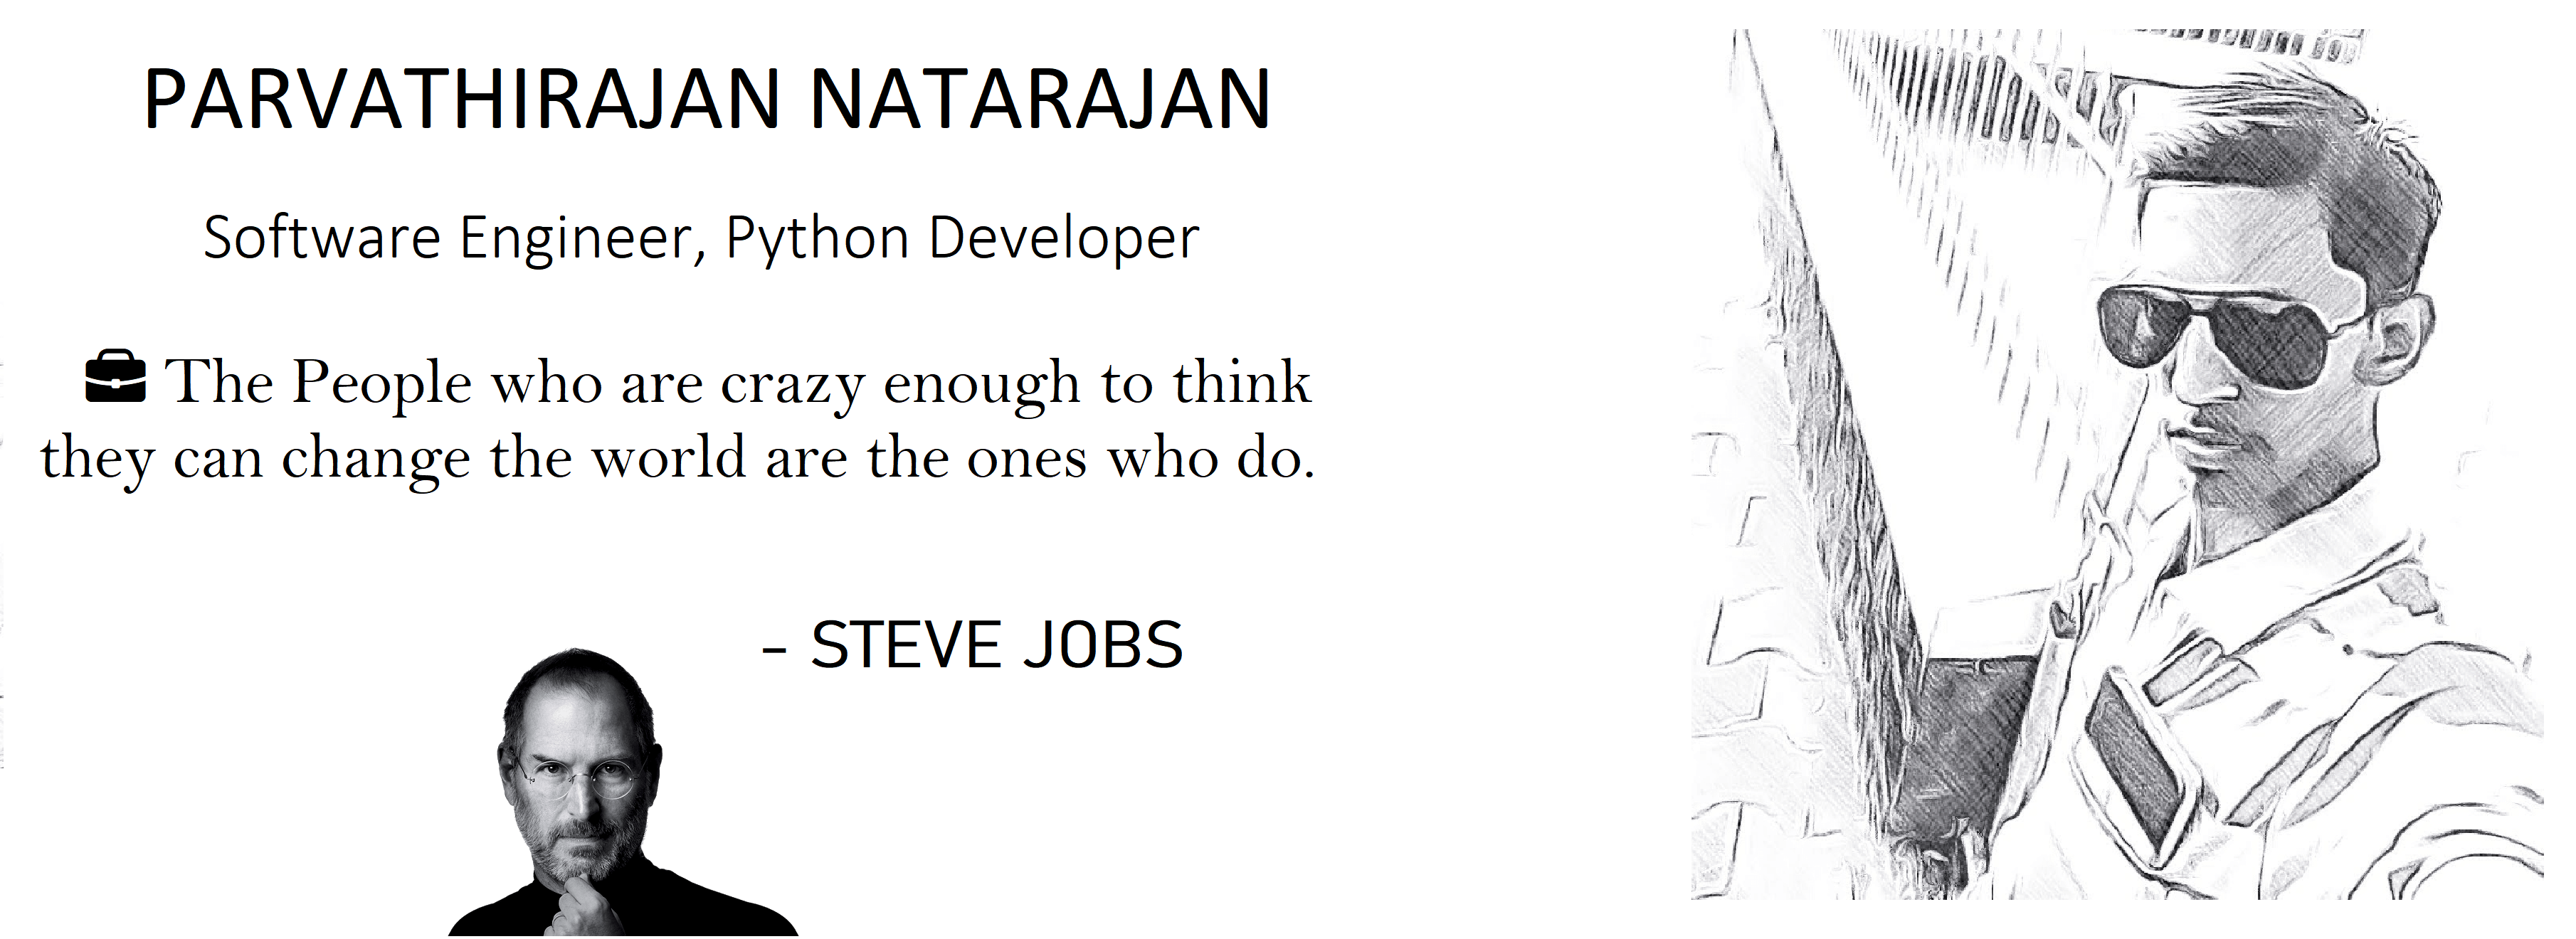 PARVATHIRAJAN NATARAJAN
Software Engineer, Python Developer
The People who are crazy enough to think
they can change the world are the ones who do.
- STEVE JOBS